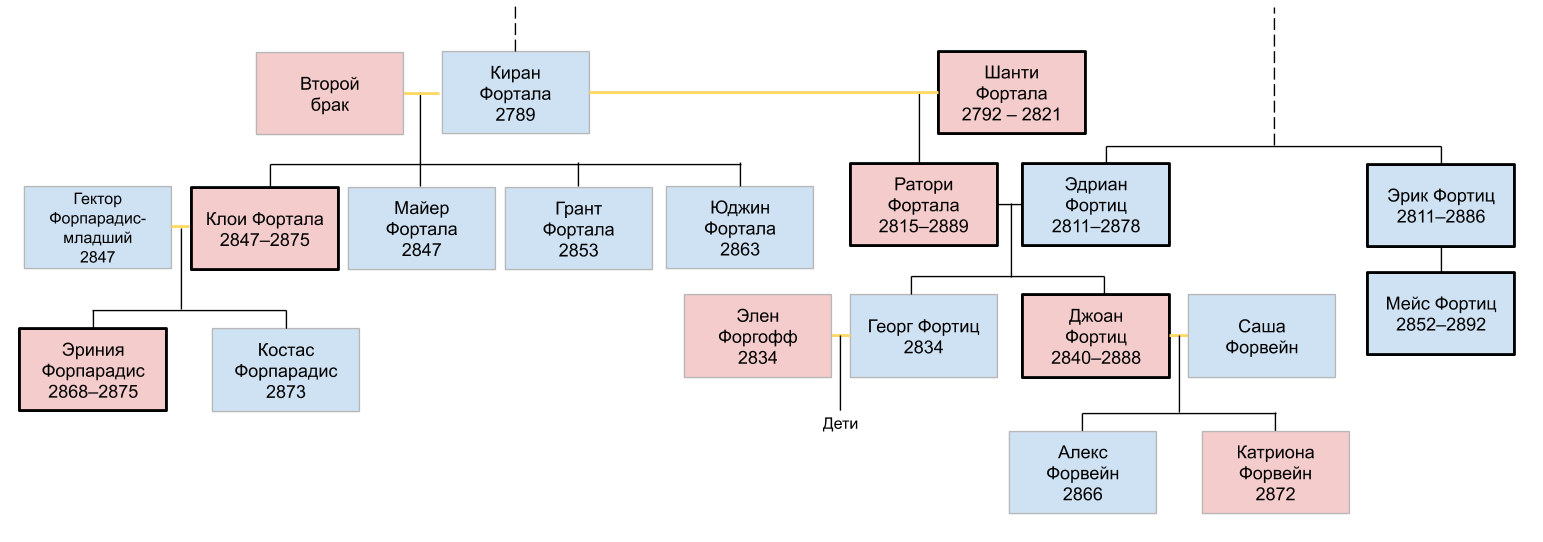 Второй
брак
Киран
Фортала
2789
Шанти
Фортала
2792 – 2821
Гектор
Форпарадис-
младший
2847
Клои Фортала
2847–2875
Майер
Фортала
2847
Грант
Фортала
2853
Юджин
Фортала
2863
Ратори
Фортала
2815–2889
Эдриан
Фортиц
2811–2878
Эрик Фортиц
2811–2886
Эриния
Форпарадис
2868–2875
Костас
Форпарадис
2873
Элен
Форгофф
2834
Георг Фортиц
2834
Джоан
Фортиц
2840–2888
Саша
Форвейн
Мейс Фортиц
2852–2892
Дети
Алекс
Форвейн
2866
Катриона
Форвейн
2872